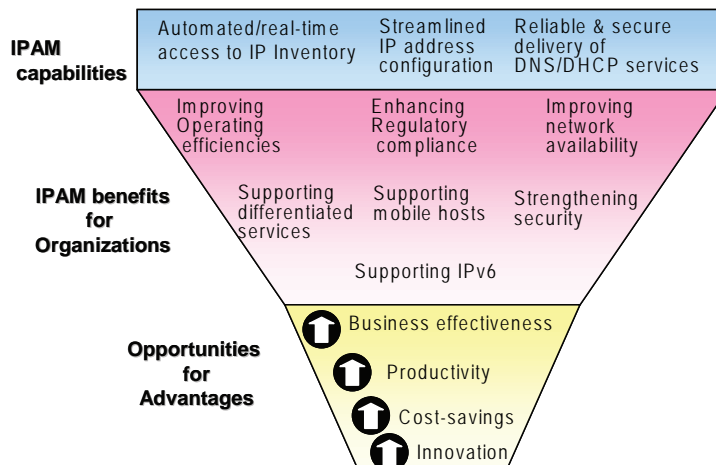 IPAM
capabilities
Automated/real-time
access to IP Inventory
Streamlined
IP address
configuration
Reliable & secure
delivery of
DNS/DHCP services
IPAM benefits
for
Organizations
Improving
Operating
efficiencies
Enhancing
Regulatory
compliance
Improving
network
availability
Supporting
differentiated
services
Supporting
mobile hosts
Strengthening
security
Supporting IPv6
Opportunities
for
Advantages
Business effectiveness
Productivity
Cost-savings
Innovation